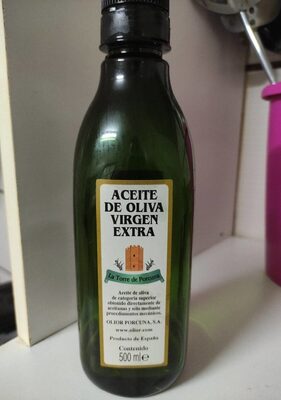 ACEITE
DE OLIVA
VIRGEN
EXTRA
La Torre de Porcuna
Aceite de oliva
de categoría superior
obtenido directamente de
aceitunas y sólo mediante
procedimientos mecánicos.
OLIOR PORCUNA, S.A.
www.olior.com
Producto de España
Contenido
500 ml℮